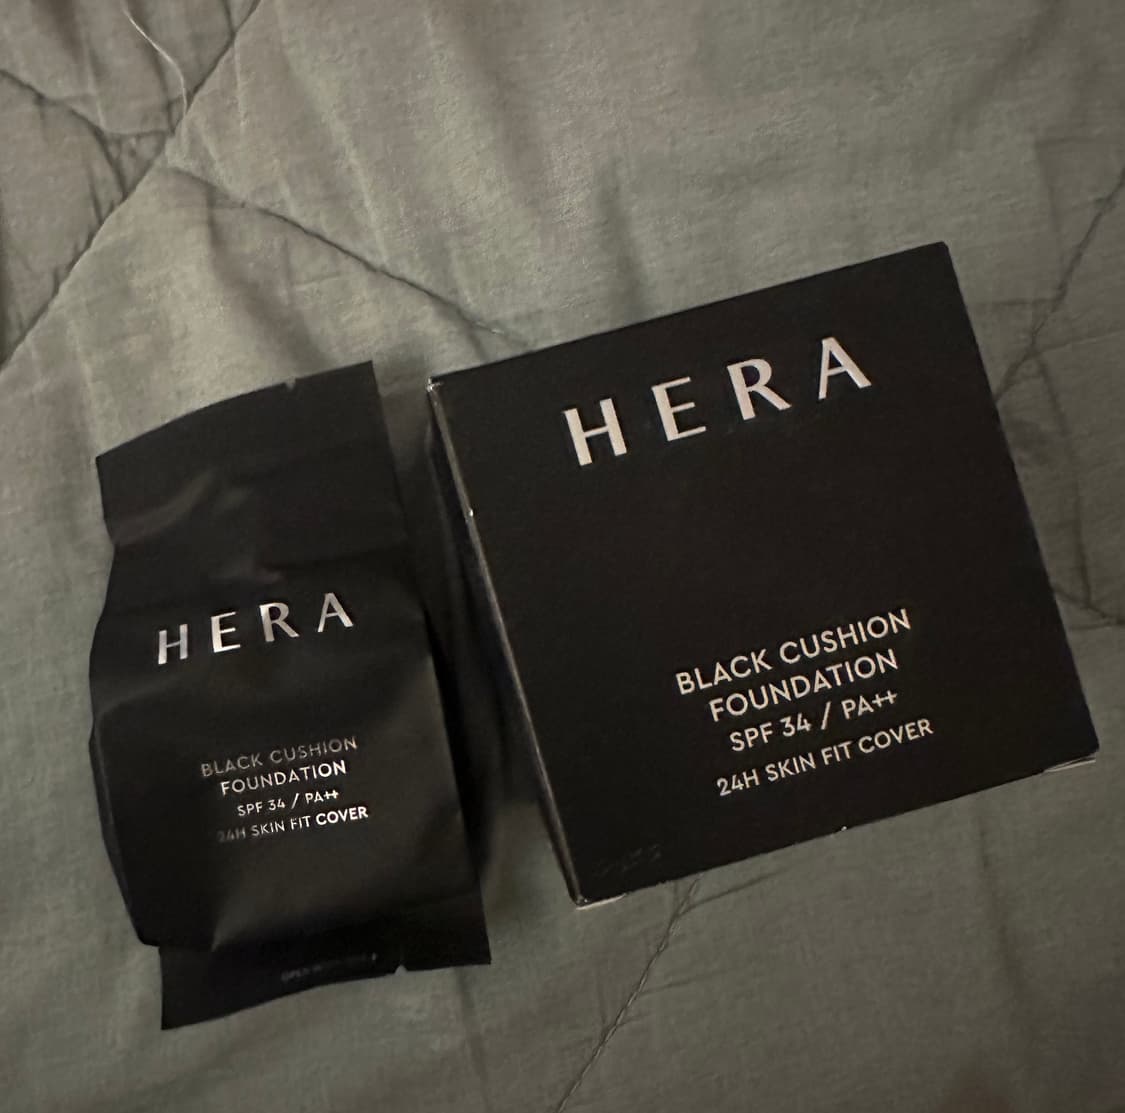 HERA
BLACK CUSHION
FOUNDATION
SPF 34 / PA++
24H SKIN FIT COVER
HERA
BLACK CUSHION
FOUNDATION
SPF 34 / PA++
24H SKIN FIT COVER